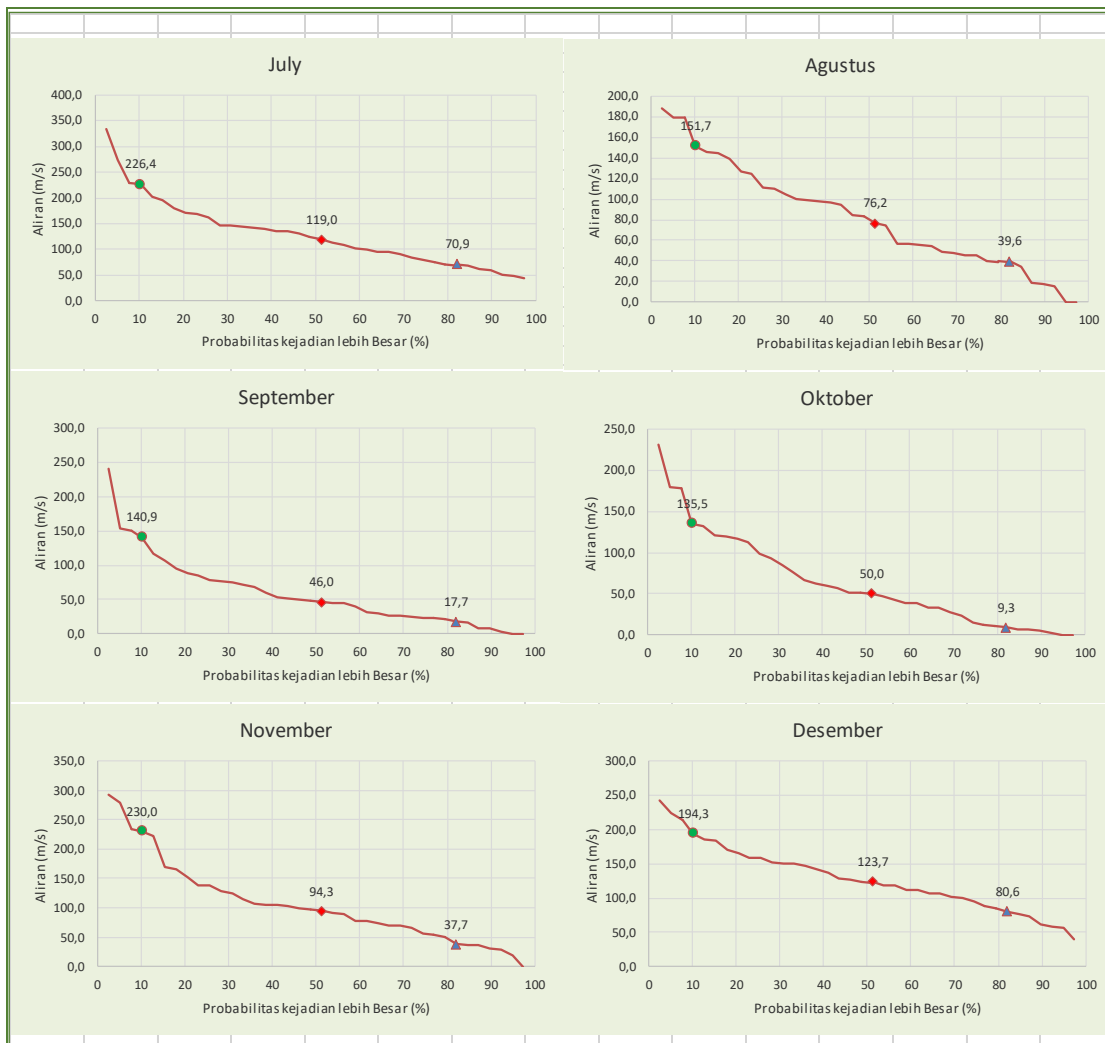 July
400,0
350,0
300,0
250,0
200,0
150,0
100,0
50,0
0,0
Aliran (m/s)
226,4
119,0
70,9
0 10 20 30 40 50 60 70 80 90 100
Probabilitas kejadian lebih Besar (%)
Agustus
200,0
180,0
160,0
140,0
120,0
100,0
80,0
60,0
40,0
20,0
0,0
Aliran (m/s)
151,7
76,2
39,6
0 10 20 30 40 50 60 70 80 90 100
Probabilitas kejadian lebih Besar (%)
September
300,0
250,0
200,0
150,0
100,0
50,0
0,0
Aliran (m/s)
140,9
46,0
17,7
0 10 20 30 40 50 60 70 80 90 100
Probabilitas kejadian lebih Besar (%)
Oktober
250,0
200,0
150,0
100,0
50,0
0,0
Aliran (m/s)
135,5
50,0
9,3
0 10 20 30 40 50 60 70 80 90 100
Probabilitas kejadian lebih Besar (%)
November
350,0
300,0
250,0
200,0
150,0
100,0
50,0
0,0
Aliran (m/s)
230,0
94,3
37,7
0 10 20 30 40 50 60 70 80 90 100
Probabilitas kejadian lebih Besar (%)
Desember
300,0
250,0
200,0
150,0
100,0
50,0
0,0
Aliran (m/s)
194,3
123,7
80,6
0 10 20 30 40 50 60 70 80 90 100
Probabilitas kejadian lebih Besar (%)